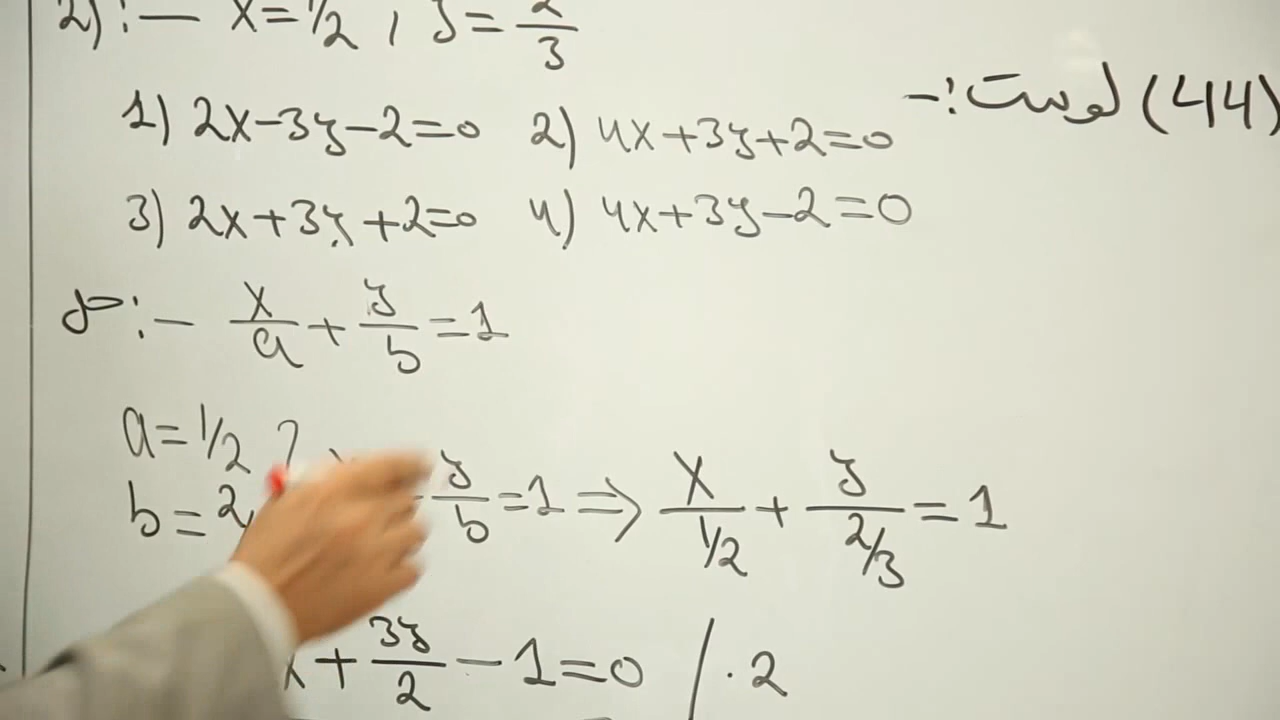 2) :- x=1/2 , y=2/3
(44) لوست :-
1) 2x-3y-2=0 2) 4x+3y+2=0
3) 2x+3y+2=0 4) 4x+3y-2=0
حل :- x/a + y/b = 1
a=1/2
b=2 y/b =1 ⇒ x/1/2 + y/2/3 = 1
x + 3y/2 - 1 = 0 / · 2